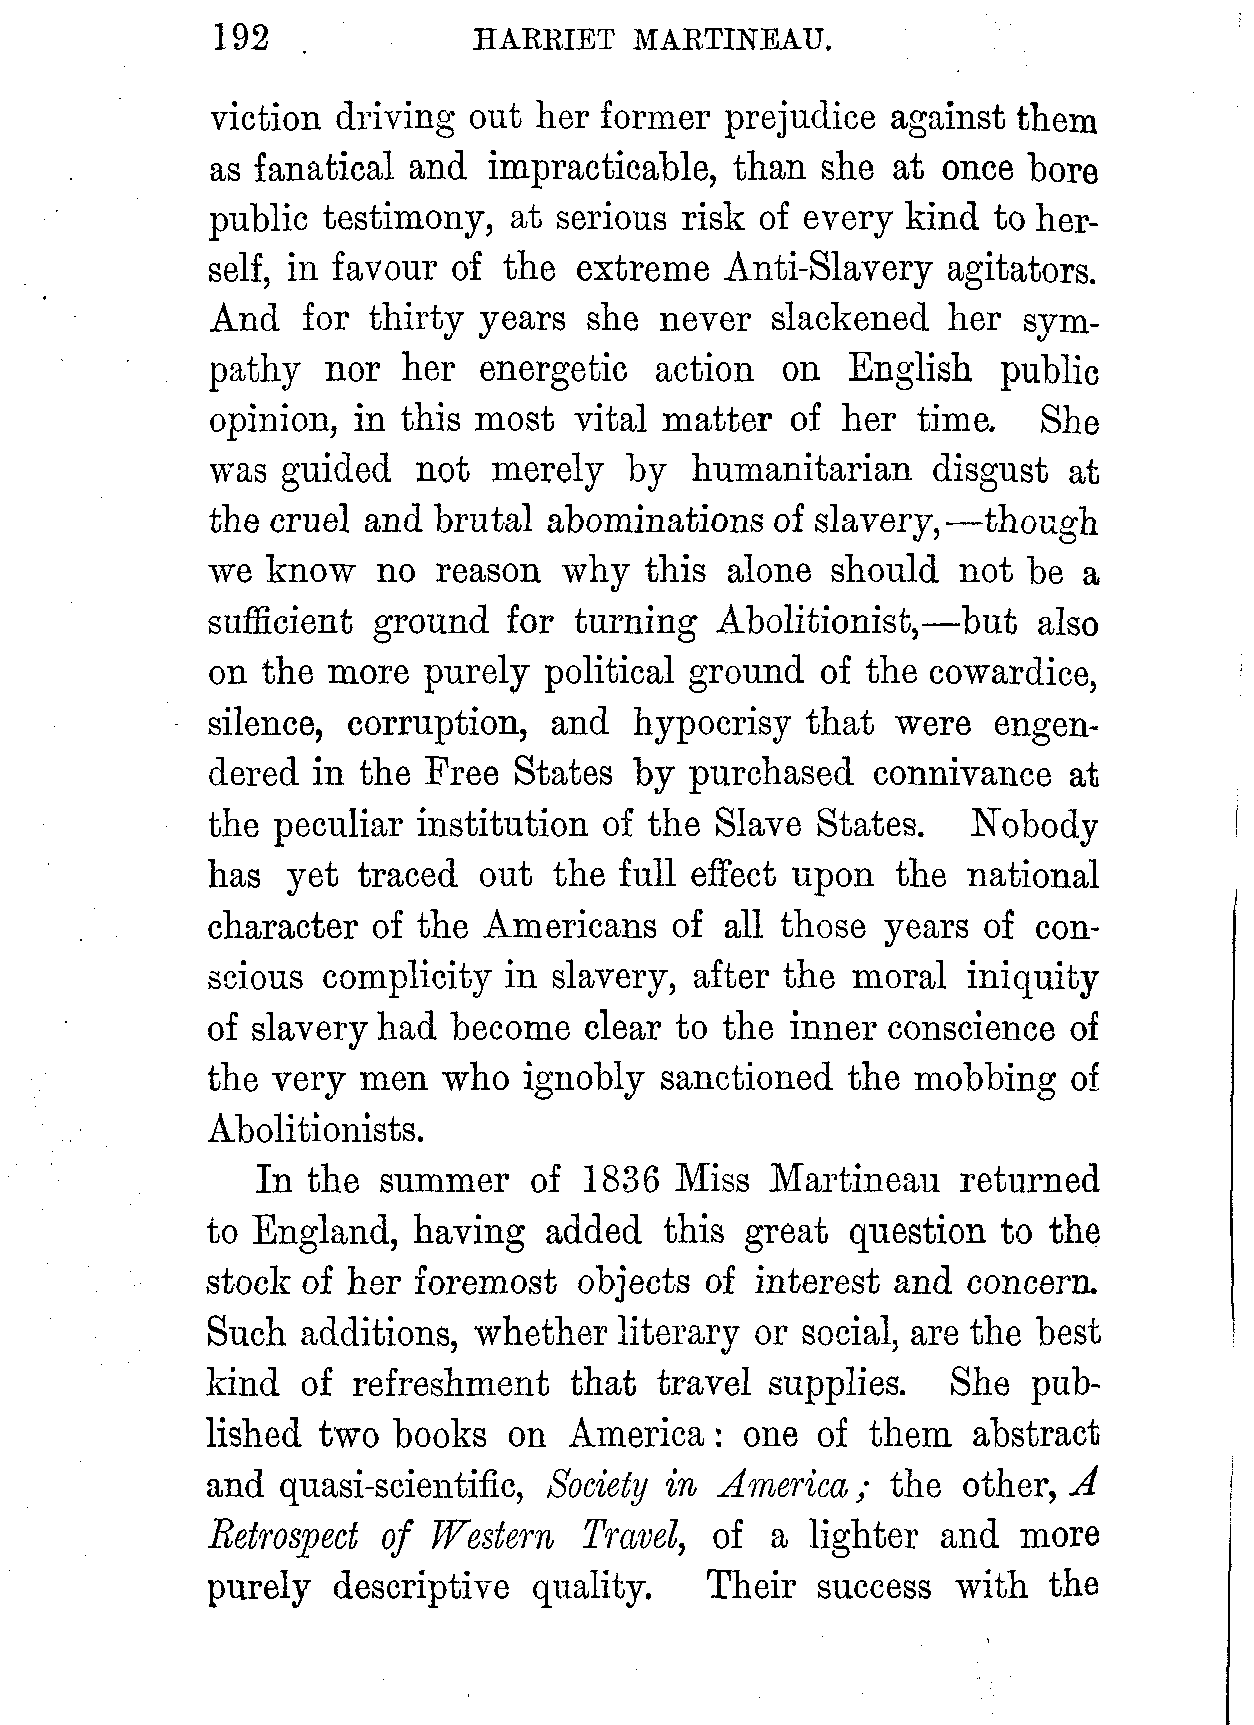 192 HARRIET MARTINEAU.
viction driving out her former prejudice against them
as fanatical and impracticable, than she at once bore
public testimony, at serious risk of every kind to her-
self, in favour of the extreme Anti-Slavery agitators.
And for thirty years she never slackened her sym-
pathy nor her energetic action on English public
opinion, in this most vital matter of her time. She
was guided not merely by humanitarian disgust at
the cruel and brutal abominations of slavery,—though
we know no reason why this alone should not be a
sufficient ground for turning Abolitionist,—but also
on the more purely political ground of the cowardice,
silence, corruption, and hypocrisy that were engen-
dered in the Free States by purchased connivance at
the peculiar institution of the Slave States. Nobody
has yet traced out the full effect upon the national
character of the Americans of all those years of con-
scious complicity in slavery, after the moral iniquity
of slavery had become clear to the inner conscience of
the very men who ignobly sanctioned the mobbing of
Abolitionists.
In the summer of 1836 Miss Martineau returned
to England, having added this great question to the
stock of her foremost objects of interest and concern.
Such additions, whether literary or social, are the best
kind of refreshment that travel supplies. She pub-
lished two books on America: one of them abstract
and quasi-scientific, Society in America; the other, A
Retrospect of Western Travel, of a lighter and more
purely descriptive quality. Their success with the